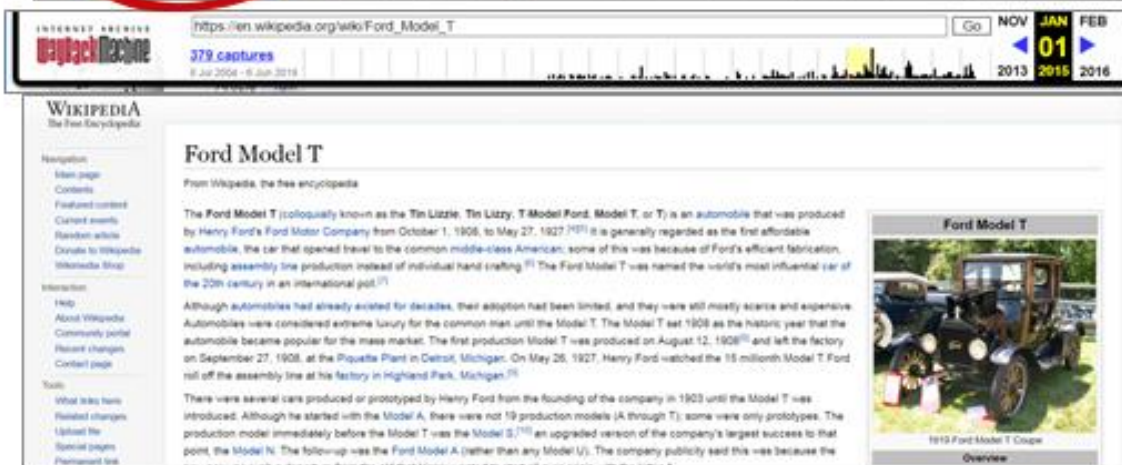 INTERNET ARCHIVE
WayBackMachine
https://en.wikipedia.org/wiki/Ford_Model_T
Go
NOV JAN FEB
01
2013 2015 2016
379 captures
WIKIPEDIA
The Free Encyclopedia
Navigation
Main page
Contents
Featured content
Current events
Random article
Donate to Wikipedia
Wikimedia Shop
Interaction
Help
About Wikipedia
Community portal
Recent changes
Contact page
Tools
What links here
Related changes
Upload file
Special pages
Permanent link
Ford Model T
From Wikipedia, the free encyclopedia
The Ford Model T (colloquially known as the Tin Lizzie, Tin Lizzy, T-Model Ford, Model T, or T) is an automobile that was produced
by Henry Ford's Ford Motor Company from October 1, 1908, to May 27, 1927.[4][5] It is generally regarded as the first affordable
automobile, the car that opened travel to the common middle-class American; some of this was because of Ford's efficient fabrication,
including assembly line production instead of individual hand crafting.[6] The Ford Model T was named the world's most influential car of
the 20th century in an international poll.[7]
Although automobiles had already existed for decades, their adoption had been limited, and they were still mostly scarce and expensive.
Automobiles were considered extreme luxury for the common man until the Model T. The Model T set 1908 as the historic year that the
automobile became popular for the mass market. The first production Model T was produced on August 12, 1908[8] and left the factory
on September 27, 1908, at the Piquette Plant in Detroit, Michigan. On May 26, 1927, Henry Ford watched the 15 millionth Model T Ford
roll off the assembly line at his factory in Highland Park, Michigan.[9]
There were several cars produced or prototyped by Henry Ford from the founding of the company in 1903 until the Model T was
introduced. Although he started with the Model A, there were not 19 production models (A through T); some were only prototypes. The
production model immediately before the Model T was the Model S,[10] an upgraded version of the company's largest success to that
point, the Model N. The follow-up was the Ford Model A (rather than any Model U). The company publicity said this was because the
Ford Model T
1919 Ford Model T Coupe
Overview